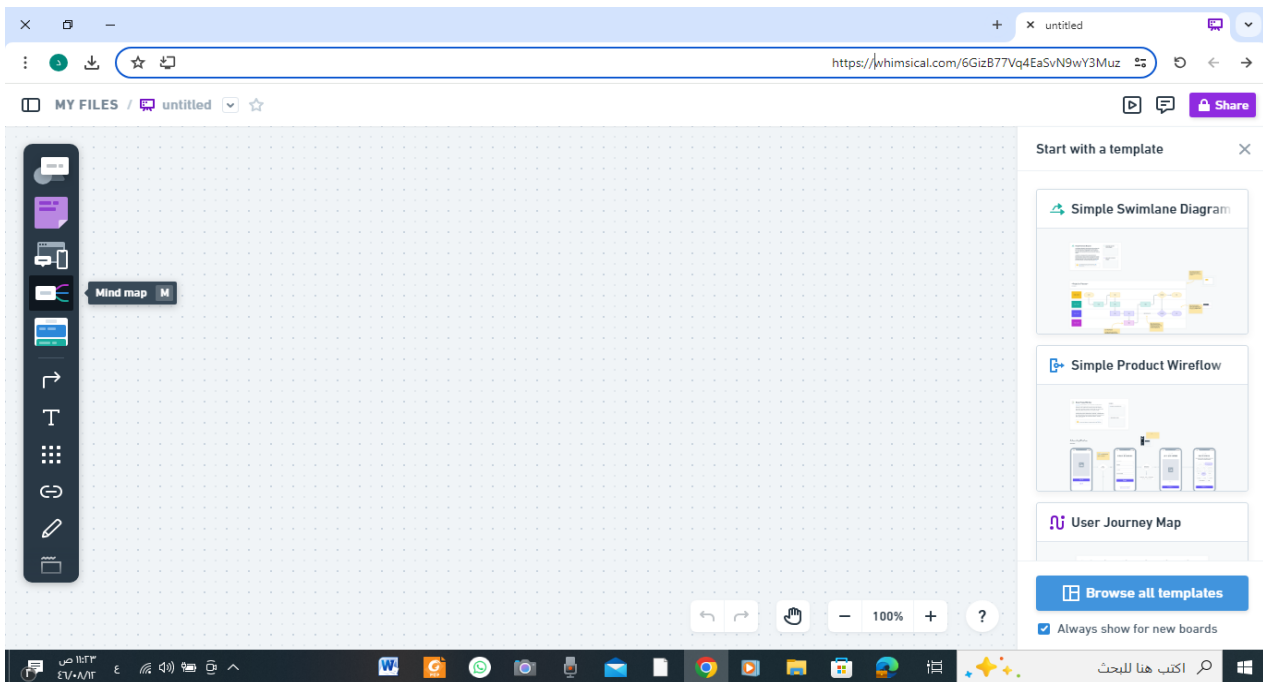 untitled
https://whimsical.com/6GizB77Vq4EaSvN9wY3Muz
MY FILES / untitled
Share
Start with a template
Simple Swimlane Diagram
Mind map M
Simple Product Wireflow
T
User Journey Map
Browse all templates
100%
?
Always show for new boards
اكتب هنا للبحث
ع
١١:٢٣ ص
٤٦/٠٨/١٢